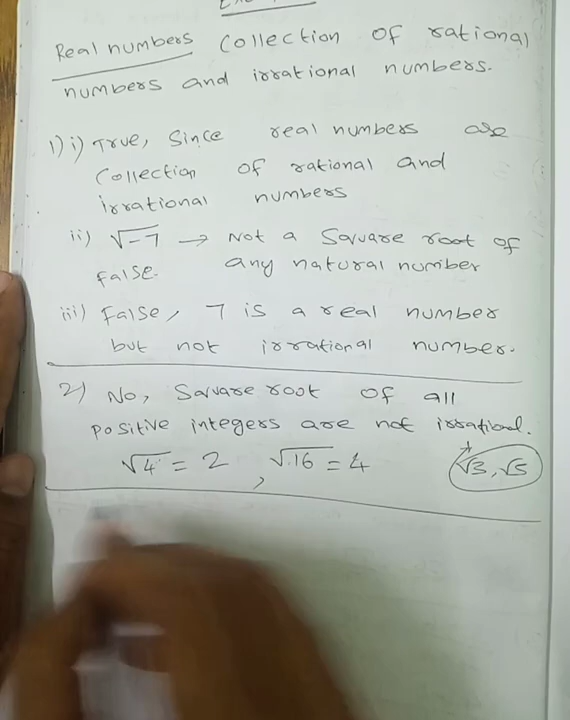 Real numbers Collection of rational
numbers and irrational numbers.
1) i) True, Since real numbers are
Collection of rational and
irrational numbers
ii) √-7 → Not a Square root of
False. any natural number
iii) False, 7 is a real number
but not irrational number.
2) No, Square root of all
positive integers are not irrational.
√4 = 2 , √16 = 4 √3, √5